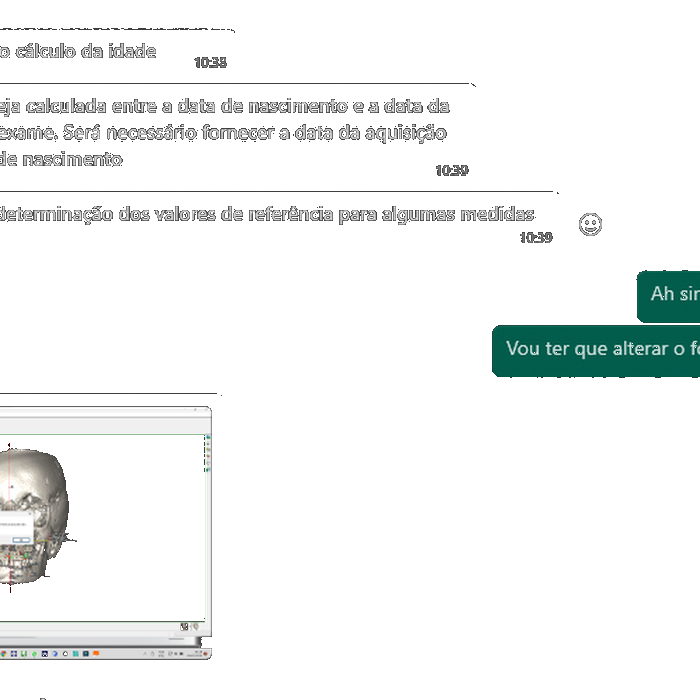 o cálculo da idade
10:38
eja calculada entre a data de nascimento e a data da
exame. Será necessário fornecer a data da aquisição
de nascimento
10:39
determinação dos valores de referência para algumas medidas
10:39
Ah sim
Vou ter que alterar o fo